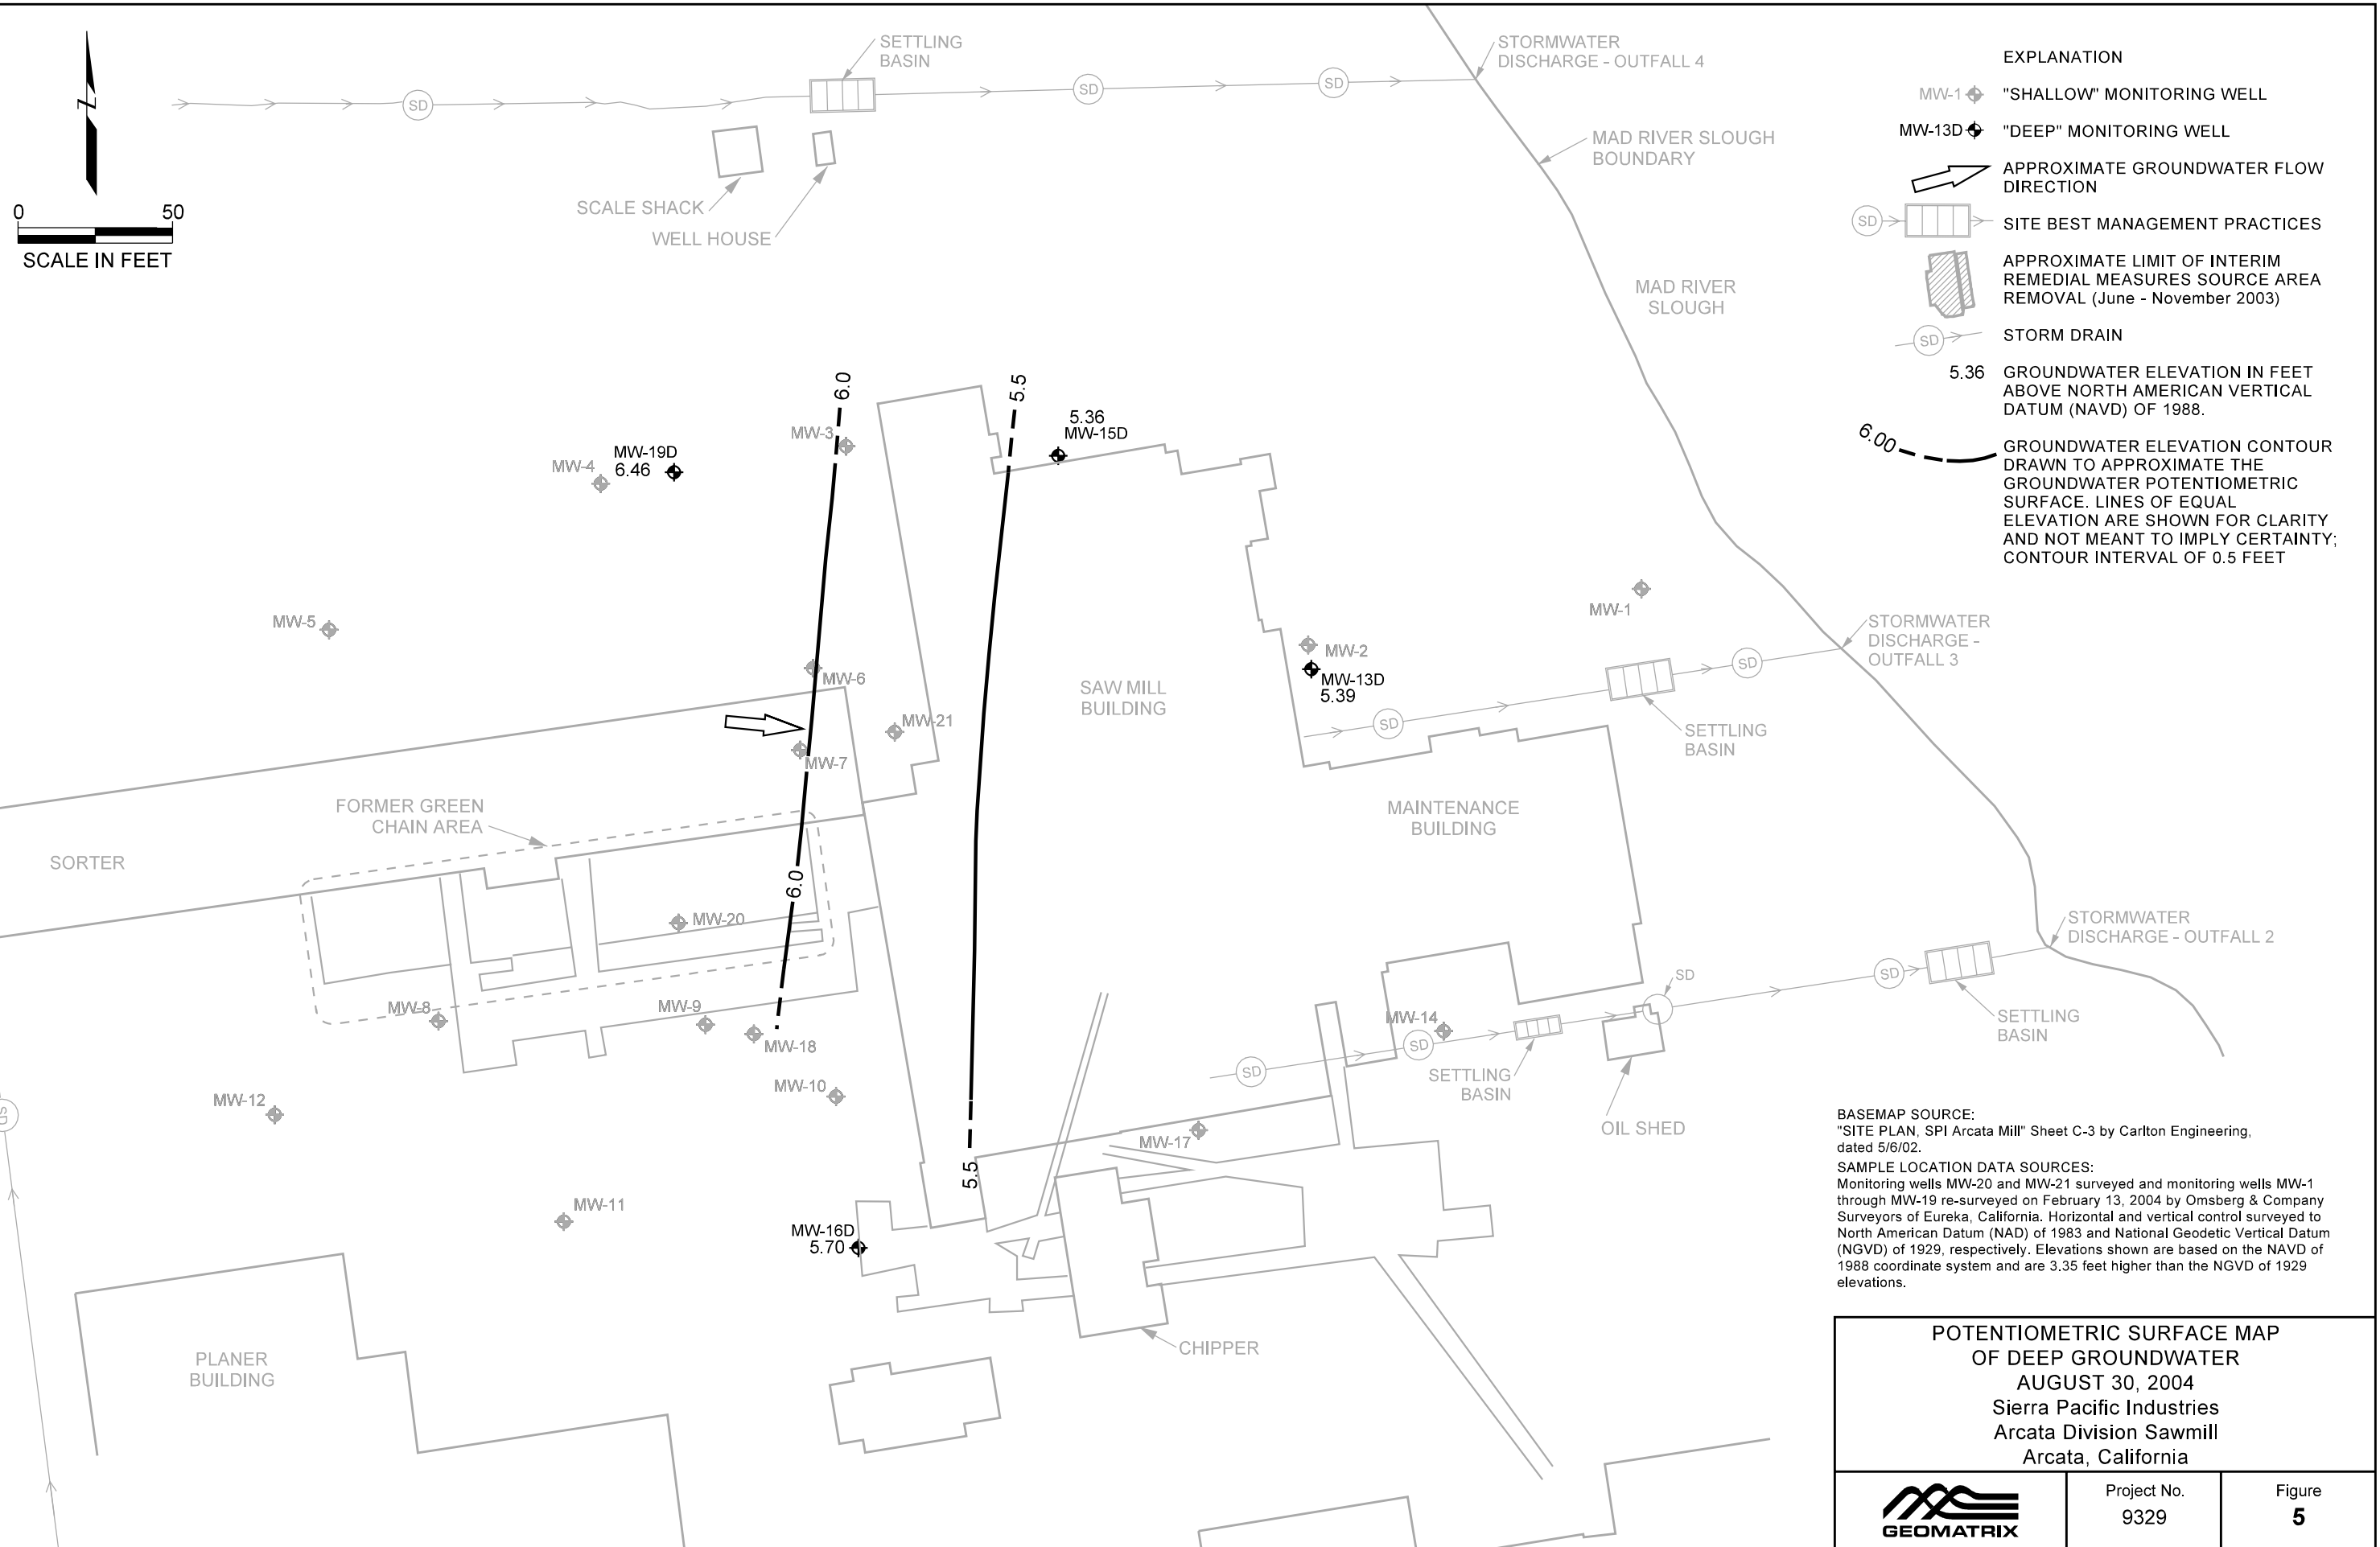 SETTLING
BASIN
STORMWATER
DISCHARGE - OUTFALL 4
Z
0 50
SCALE IN FEET
SD
SD
SD
SCALE SHACK
WELL HOUSE
MAD RIVER SLOUGH
BOUNDARY
MAD RIVER
SLOUGH
EXPLANATION
MW-1 "SHALLOW" MONITORING WELL
MW-13D "DEEP" MONITORING WELL
APPROXIMATE GROUNDWATER FLOW
DIRECTION
SD SITE BEST MANAGEMENT PRACTICES
APPROXIMATE LIMIT OF INTERIM
REMEDIAL MEASURES SOURCE AREA
REMOVAL (June - November 2003)
SD STORM DRAIN
5.36 GROUNDWATER ELEVATION IN FEET
ABOVE NORTH AMERICAN VERTICAL
DATUM (NAVD) OF 1988.
6.00 GROUNDWATER ELEVATION CONTOUR
DRAWN TO APPROXIMATE THE
GROUNDWATER POTENTIOMETRIC
SURFACE. LINES OF EQUAL
ELEVATION ARE SHOWN FOR CLARITY
AND NOT MEANT TO IMPLY CERTAINTY;
CONTOUR INTERVAL OF 0.5 FEET
6.0
5.5
MW-3
5.36
MW-15D
MW-19D
6.46
MW-4
MW-5
MW-6
MW-21
MW-7
SAW MILL
BUILDING
MW-2
MW-13D
5.39
MW-1
STORMWATER
DISCHARGE -
OUTFALL 3
SD
SD
SETTLING
BASIN
FORMER GREEN
CHAIN AREA
SORTER
MAINTENANCE
BUILDING
6.0
MW-20
MW-8
MW-9
MW-18
MW-10
MW-12
SD
MW-11
STORMWATER
DISCHARGE - OUTFALL 2
SD
SD
SETTLING
BASIN
MW-14
SD
SD
SETTLING
BASIN
OIL SHED
MW-17
5.5
MW-16D
5.70
CHIPPER
PLANER
BUILDING
BASEMAP SOURCE:
"SITE PLAN, SPI Arcata Mill" Sheet C-3 by Carlton Engineering,
dated 5/6/02.
SAMPLE LOCATION DATA SOURCES:
Monitoring wells MW-20 and MW-21 surveyed and monitoring wells MW-1
through MW-19 re-surveyed on February 13, 2004 by Omsberg & Company
Surveyors of Eureka, California. Horizontal and vertical control surveyed to
North American Datum (NAD) of 1983 and National Geodetic Vertical Datum
(NGVD) of 1929, respectively. Elevations shown are based on the NAVD of
1988 coordinate system and are 3.35 feet higher than the NGVD of 1929
elevations.
POTENTIOMETRIC SURFACE MAP
OF DEEP GROUNDWATER
AUGUST 30, 2004
Sierra Pacific Industries
Arcata Division Sawmill
Arcata, California
GEOMATRIX
Project No.
9329
Figure
5